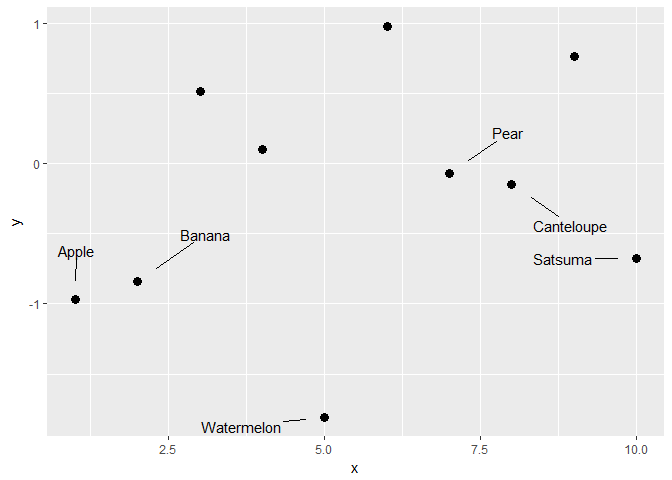 1
Pear
0
Canteloupe
y
Banana
Apple
Satsuma
-1
Watermelon
2.5
5.0
7.5
10.0
x